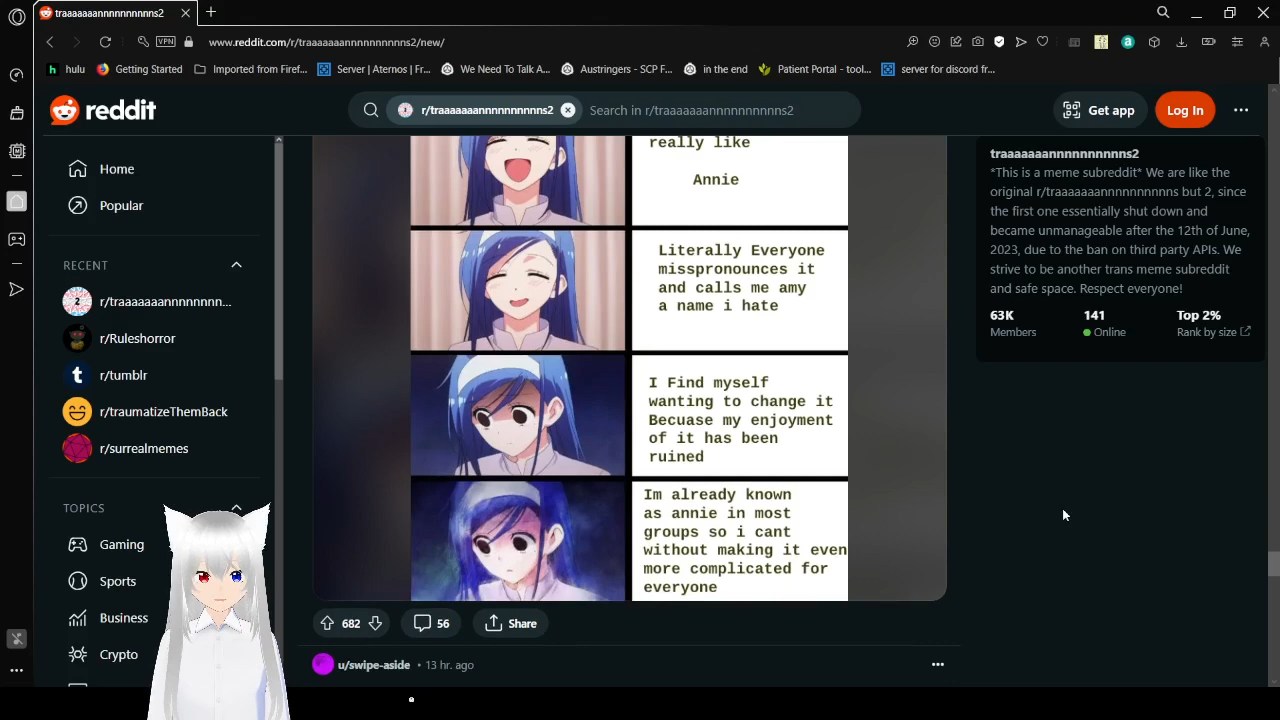 traaaaaaannnnnnnnnns2
VPN
www.reddit.com/r/traaaaaaannnnnnnnnns2/new/
hulu
Getting Started
Imported from Firef...
Server | Aternos | Fr...
We Need To Talk A...
Austringers - SCP F...
in the end
Patient Portal - tool...
server for discord fr...
reddit
r/traaaaaaannnnnnnnnns2
Search in r/traaaaaaannnnnnnnnns2
Get app
Log In
Home
Popular
RECENT
r/traaaaaaannnnnnnn...
r/Ruleshorror
r/tumblr
r/traumatizeThemBack
r/surrealmemes
TOPICS
Gaming
Sports
Business
Crypto
really like
Annie
Literally Everyone
misspronounces it
and calls me amy
a name i hate
I Find myself
wanting to change it
Becuase my enjoyment
of it has been
ruined
Im already known
as annie in most
groups so i cant
without making it even
more complicated for
everyone
682
56
Share
u/swipe-aside • 13 hr. ago
traaaaaaannnnnnnnnns2
*This is a meme subreddit* We are like the
original r/traaaaaaannnnnnnnnns but 2, since
the first one essentially shut down and
became unmanageable after the 12th of June,
2023, due to the ban on third party APIs. We
strive to be another trans meme subreddit
and safe space. Respect everyone!
63K
Members
141
Online
Top 2%
Rank by size